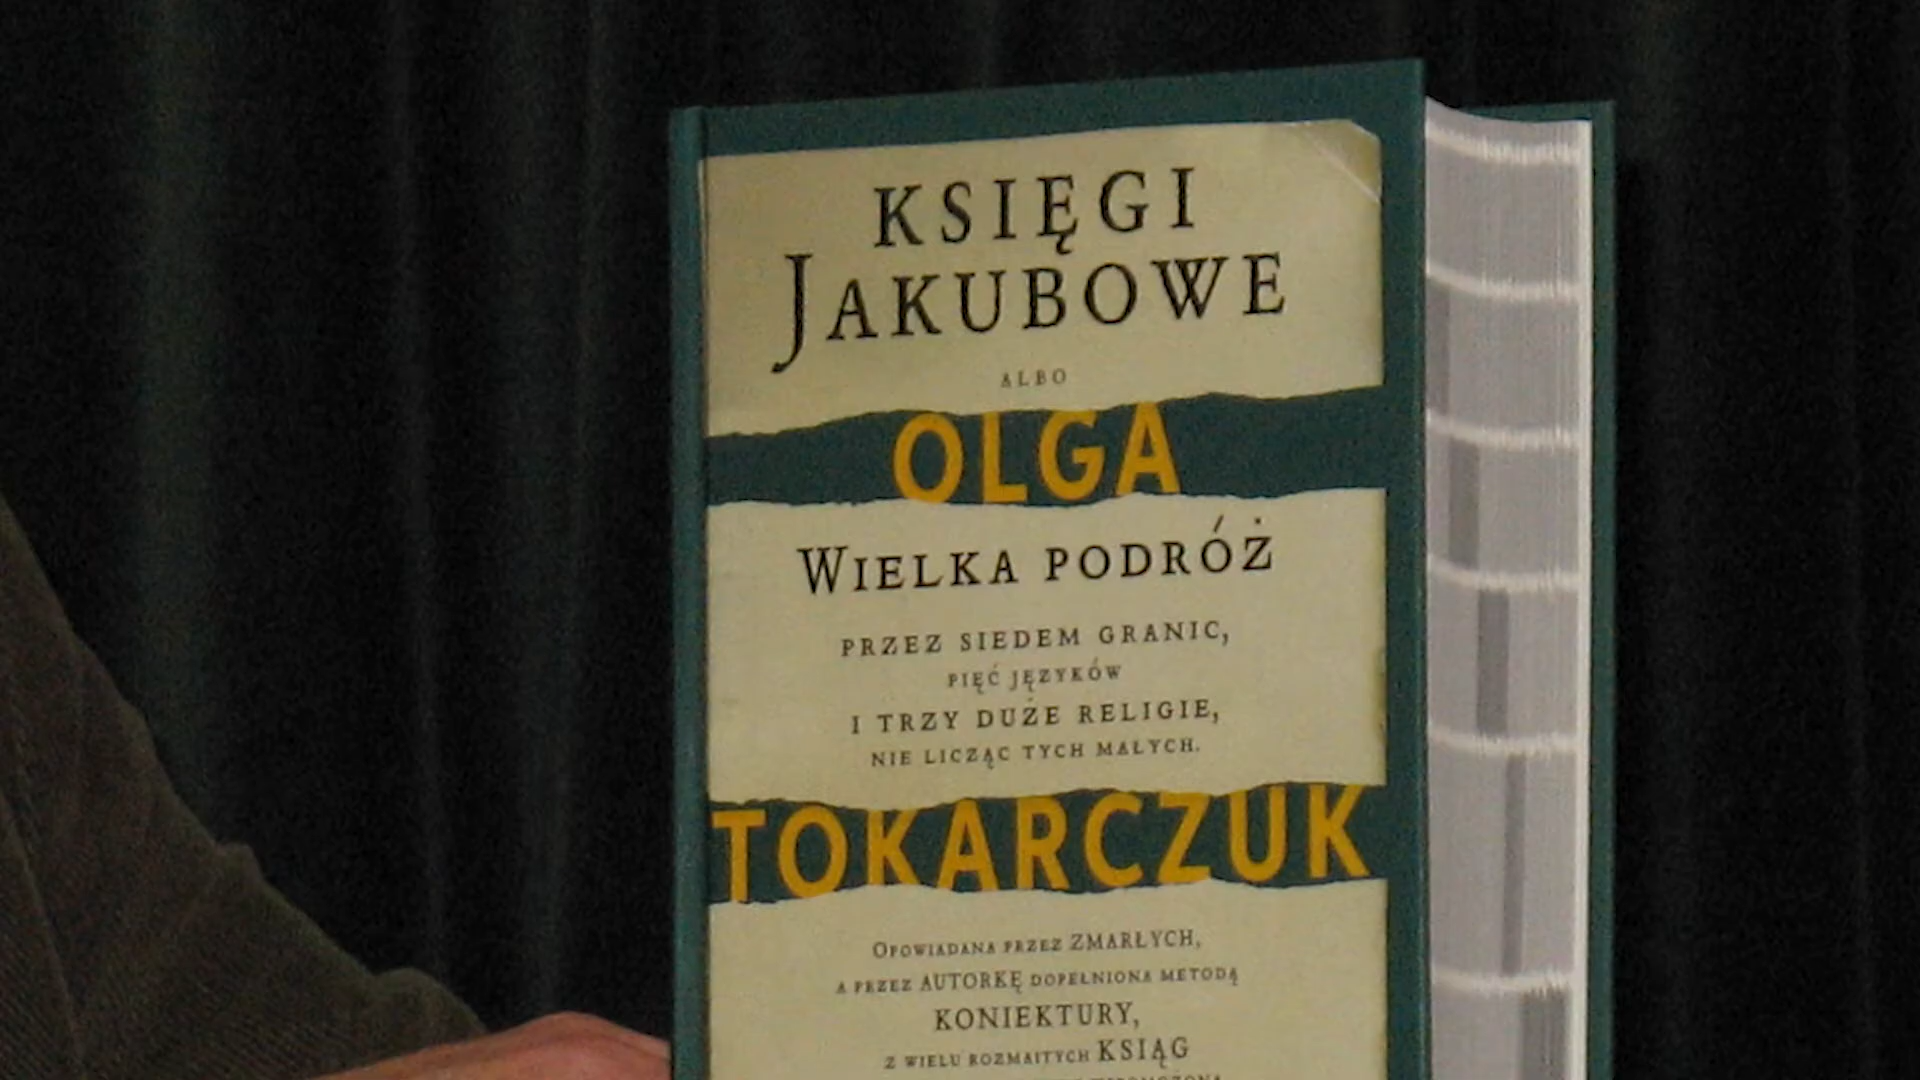 KSIĘGI
JAKUBOWE
ALBO
OLGA
WIELKA PODRÓŻ
PRZEZ SIEDEM GRANIC,
PIĘĆ JĘZYKÓW
I TRZY DUŻE RELIGIE,
NIE LICZĄC TYCH MAŁYCH.
TOKARCZUK
OPOWIADANA PRZEZ ZMARŁYCH,
A PRZEZ AUTORKĘ DOPEŁNIONA METODĄ
KONIEKTURY,
Z WIELU ROZMAITYCH KSIĄG